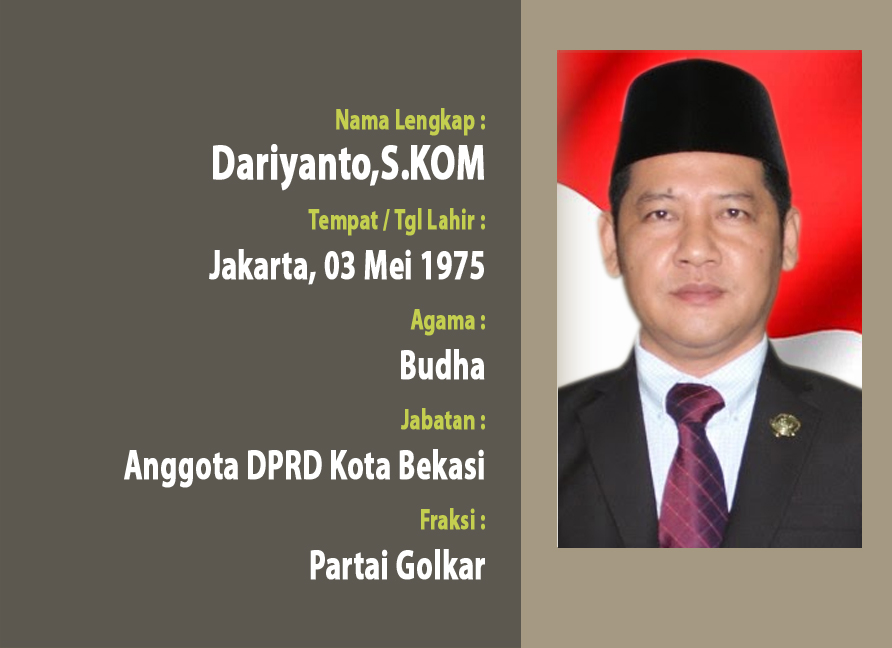 Nama Lengkap :
Dariyanto,S.KOM
Tempat / Tgl Lahir :
Jakarta, 03 Mei 1975
Agama :
Budha
Jabatan :
Anggota DPRD Kota Bekasi
Fraksi :
Partai Golkar